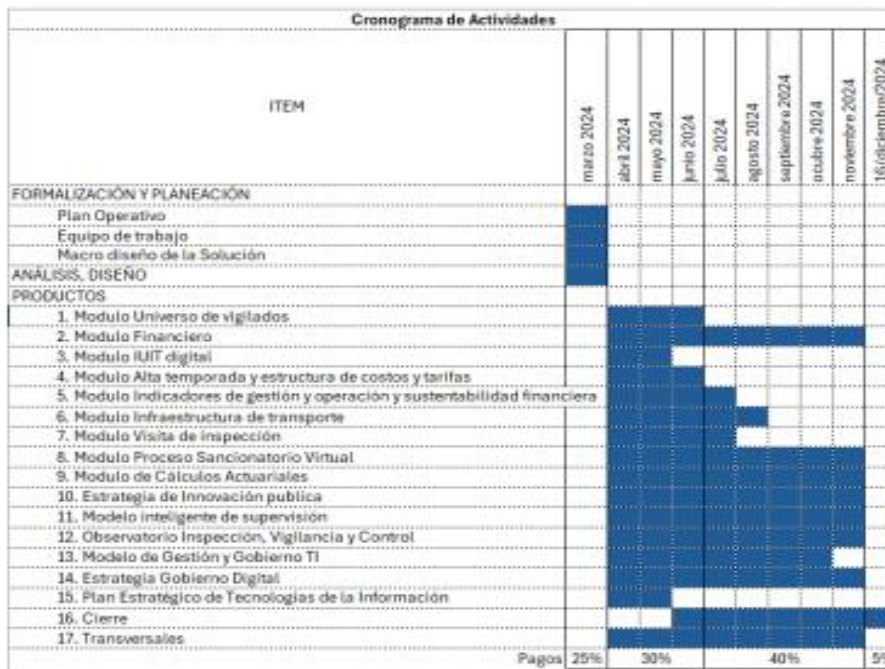 Cronograma de Actividades
ITEM
marzo 2024
abril 2024
mayo 2024
junio 2024
julio 2024
agosto 2024
septiembre 2024
ocubre 2024
noviembre 2024
16/diciembre/2024
FORMALIZACIÓN Y PLANEACIÓN
Plan Operativo
Equipo de trabajo
Macro diseño de la Solución
ANÁLISIS, DISEÑO
PRODUCTOS
1. Modulo Universo de vigilados
2. Modulo Financiero
3. Modulo IUIT digital
4. Modulo Alta temporada y estructura de costos y tarifas
5. Modulo Indicadores de gestión y operación y sustentabilidad financiera
6. Modulo Infraestructura de transporte
7. Modulo Visita de inspección
8. Modulo Proceso Sancionatorio Virtual
9. Modulo de Cálculos Actuariales
10. Estrategia de Innovación publica
11. Modelo inteligente de supervisión
12. Observatorio Inspección, Vigilancia y Control
13. Modelo de Gestión y Gobierno TI
14. Estrategia Gobierno Digital
15. Plan Estratégico de Tecnologías de la Información
16. Cierre
17. Transversales
Pagos 25% 30% 40% 5%